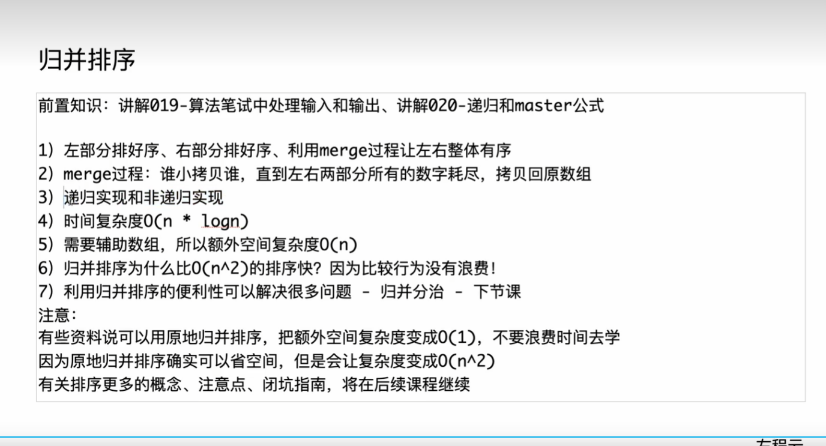 归并排序
前置知识：讲解019-算法笔试中处理输入和输出、讲解020-递归和master公式
1）左部分排好序、右部分排好序、利用merge过程让左右整体有序
2）merge过程：谁小拷贝谁，直到左右两部分所有的数字耗尽，拷贝回原数组
3）递归实现和非递归实现
4）时间复杂度O(n * logn)
5）需要辅助数组，所以额外空间复杂度O(n)
6）归并排序为什么比O(n^2)的排序快？因为比较行为没有浪费！
7）利用归并排序的便利性可以解决很多问题 - 归并分治 - 下节课
注意：
有些资料说可以用原地归并排序，把额外空间复杂度变成O(1)，不要浪费时间去学
因为原地归并排序确实可以省空间，但是会让复杂度变成O(n^2)
有关排序更多的概念、注意点、闭坑指南，将在后续课程继续